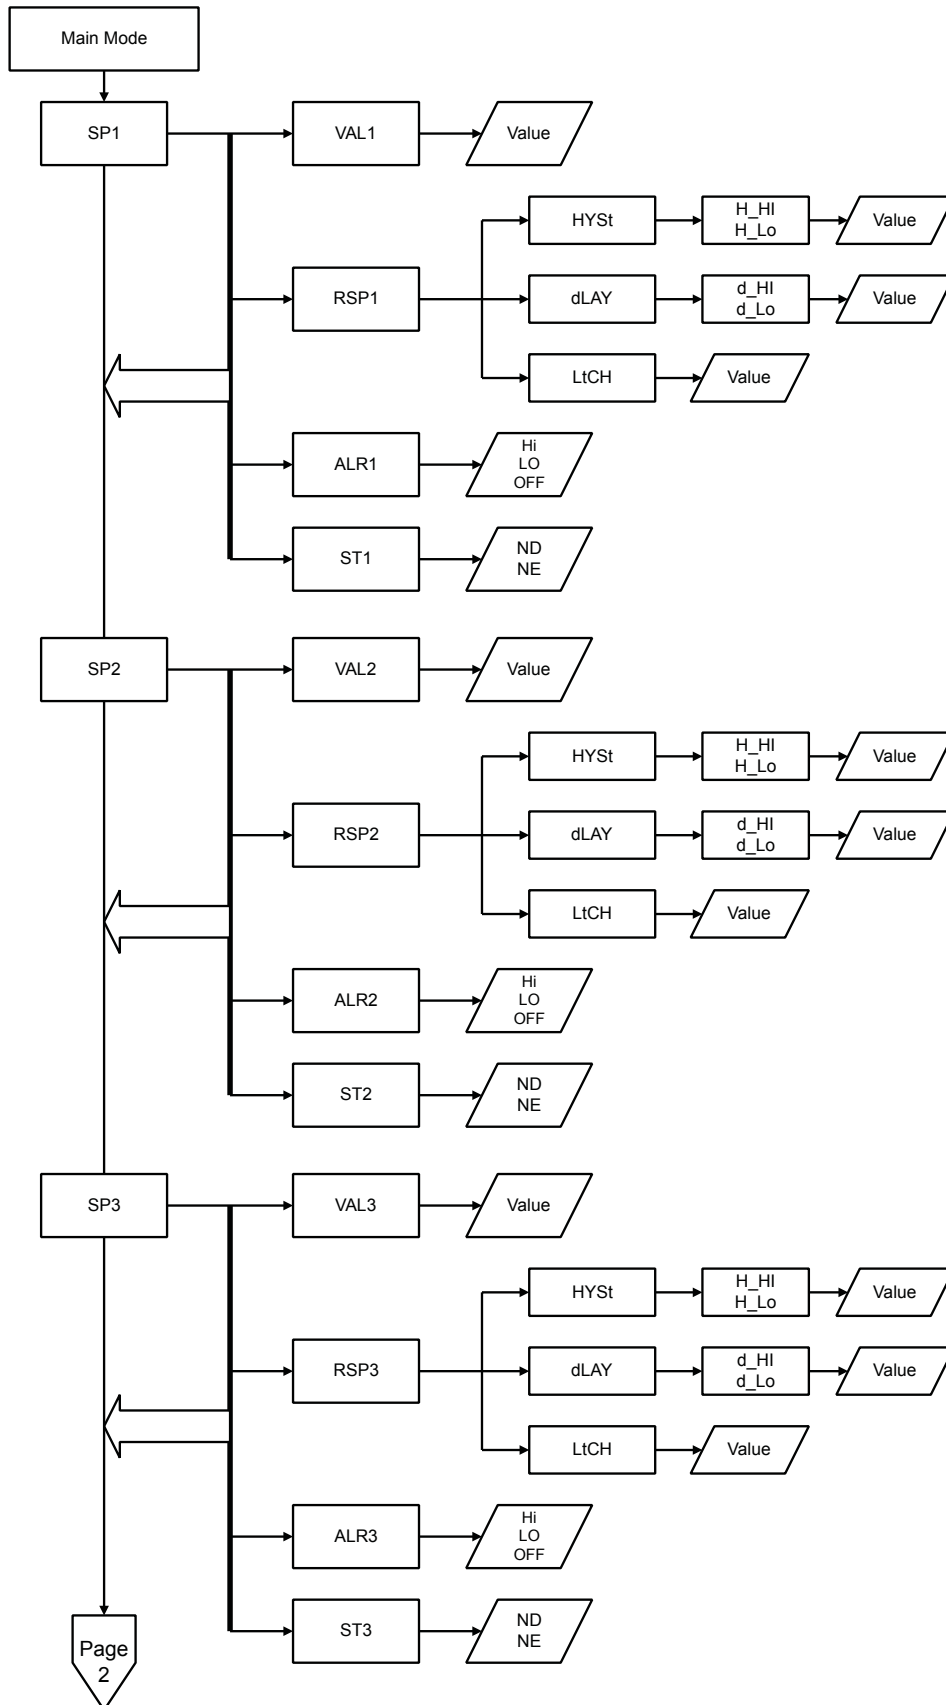 Main Mode
SP1
VAL1
Value
RSP1
HYSt
H_HI
H_Lo
Value
dLAY
d_HI
d_Lo
Value
LtCH
Value
ALR1
Hi
LO
OFF
ST1
ND
NE
SP2
VAL2
Value
RSP2
HYSt
H_HI
H_Lo
Value
dLAY
d_HI
d_Lo
Value
LtCH
Value
ALR2
Hi
LO
OFF
ST2
ND
NE
SP3
VAL3
Value
RSP3
HYSt
H_HI
H_Lo
Value
dLAY
d_HI
d_Lo
Value
LtCH
Value
ALR3
Hi
LO
OFF
ST3
ND
NE
Page
2